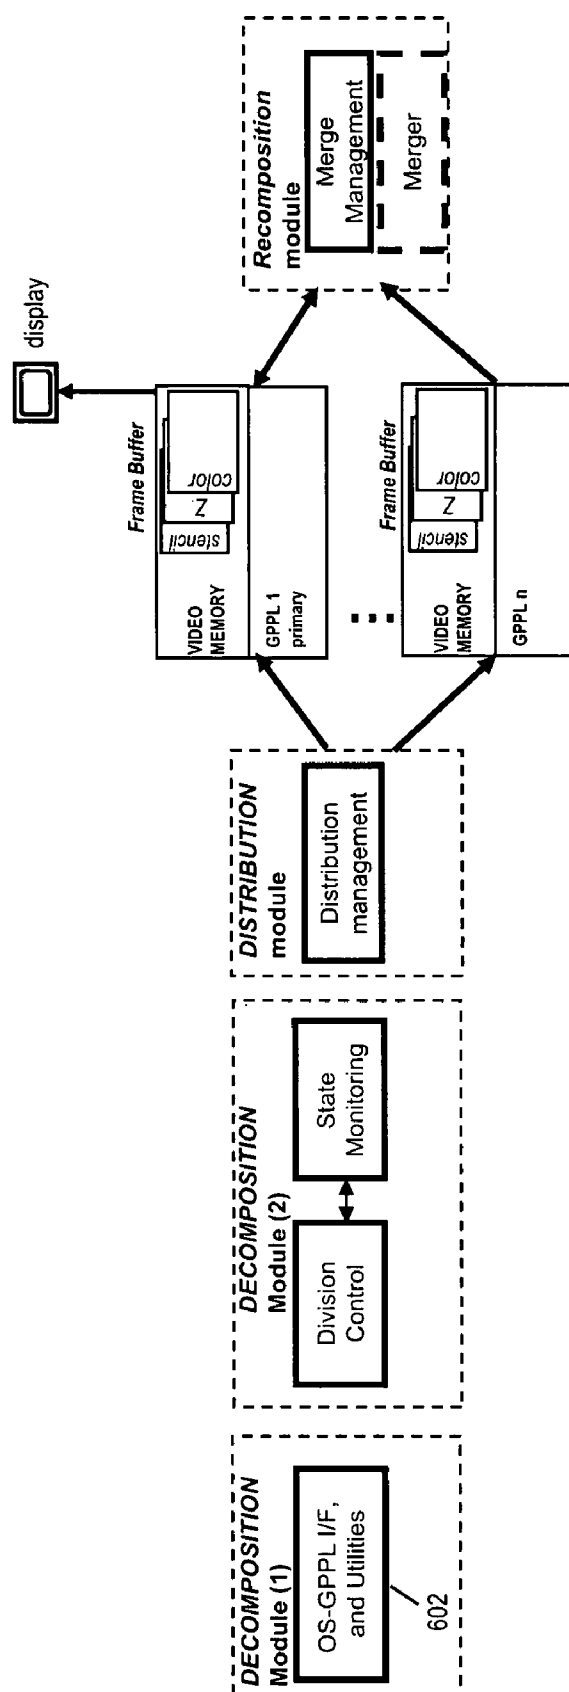 DECOMPOSITION
Module (1)
OS-GPPL I/F,
and Utilities
602
DECOMPOSITION
Module (2)
Division
Control
State
Monitoring
DISTRIBUTION
module
Distribution
management
Frame Buffer
stencil
Z
color
VIDEO
MEMORY
GPPL 1
primary
display
...
Frame Buffer
stencil
Z
color
VIDEO
MEMORY
GPPL n
Recomposition
module
Merge
Management
Merger